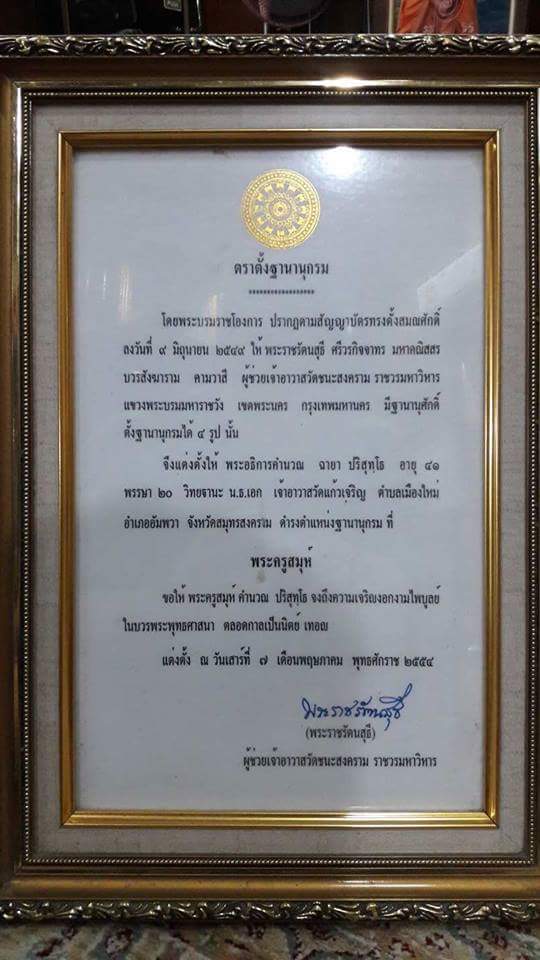 ตราตั้งฐานานุกรม
******************
โดยพระบรมราชโองการ ปรากฏตามสัญญาบัตรทรงตั้งสมณศักดิ์
ลงวันที่ ๙ มิถุนายน ๒๕๔๙ ให้ พระราชรัตนสุธี ศรีวรกิจจาทร มหาคณิสสร
บวรสังฆาราม คามวาสี ผู้ช่วยเจ้าอาวาสวัดชนะสงคราม ราชวรมหาวิหาร
แขวงพระบรมมหาราชวัง เขตพระนคร กรุงเทพมหานคร มีฐานานุศักดิ์
ตั้งฐานานุกรมได้ ๔ รูป นั้น
จึงแต่งตั้งให้ พระอธิการคำนวณ ฉายา ปริสุทฺโธ อายุ ๔๑
พรรษา ๒๐ วิทยฐานะ น.ธ.เอก เจ้าอาวาสวัดแก้วเจริญ ตำบลเมืองใหม่
อำเภออัมพวา จังหวัดสมุทรสงคราม ดำรงตำแหน่งฐานานุกรม ที่
พระครูสมุห์
ขอให้ พระครูสมุห์ คำนวณ ปริสุทฺโธ จงถึงความเจริญงอกงามไพบูลย์
ในบวรพระพุทธศาสนา ตลอดกาลเป็นนิตย์ เทอญ
แต่งตั้ง ณ วันเสาร์ที่ ๗ เดือนพฤษภาคม พุทธศักราช ๒๕๕๔
พระราชรัตนสุธี
(พระราชรัตนสุธี)
ผู้ช่วยเจ้าอาวาสวัดชนะสงคราม ราชวรมหาวิหาร